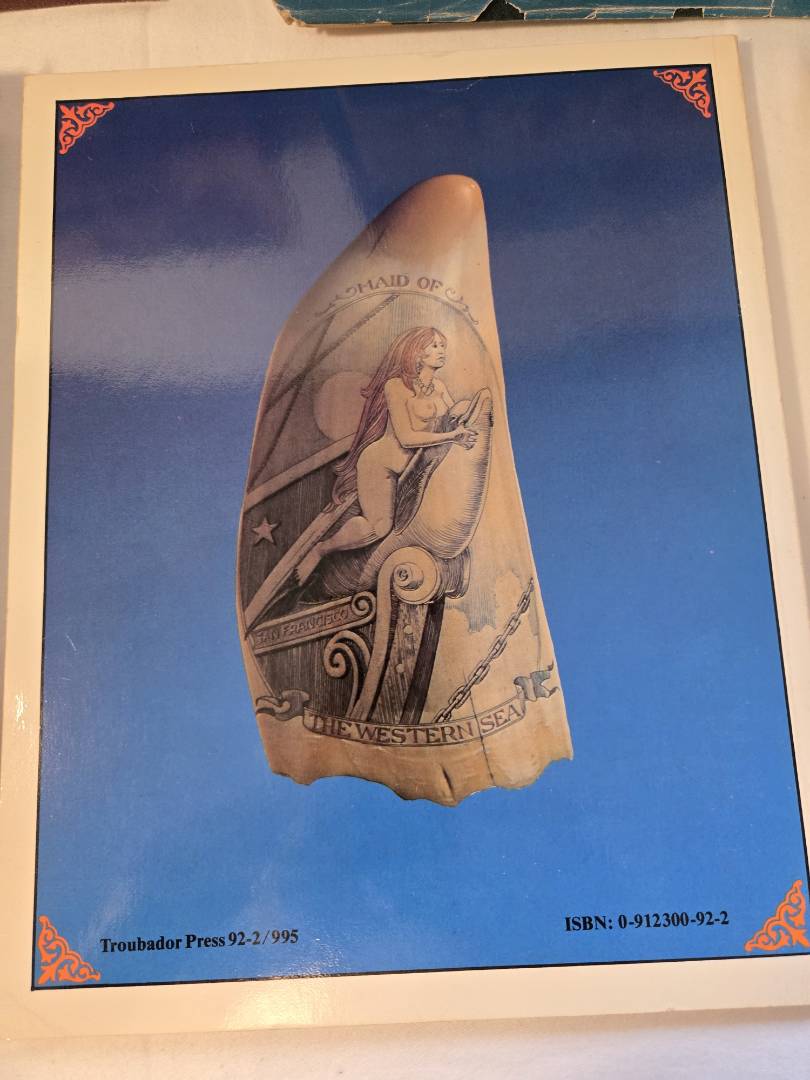 MAID OF
SAN FRANCISCO
THE WESTERN SEA
Troubador Press 92-2/995
ISBN: 0-912300-92-2